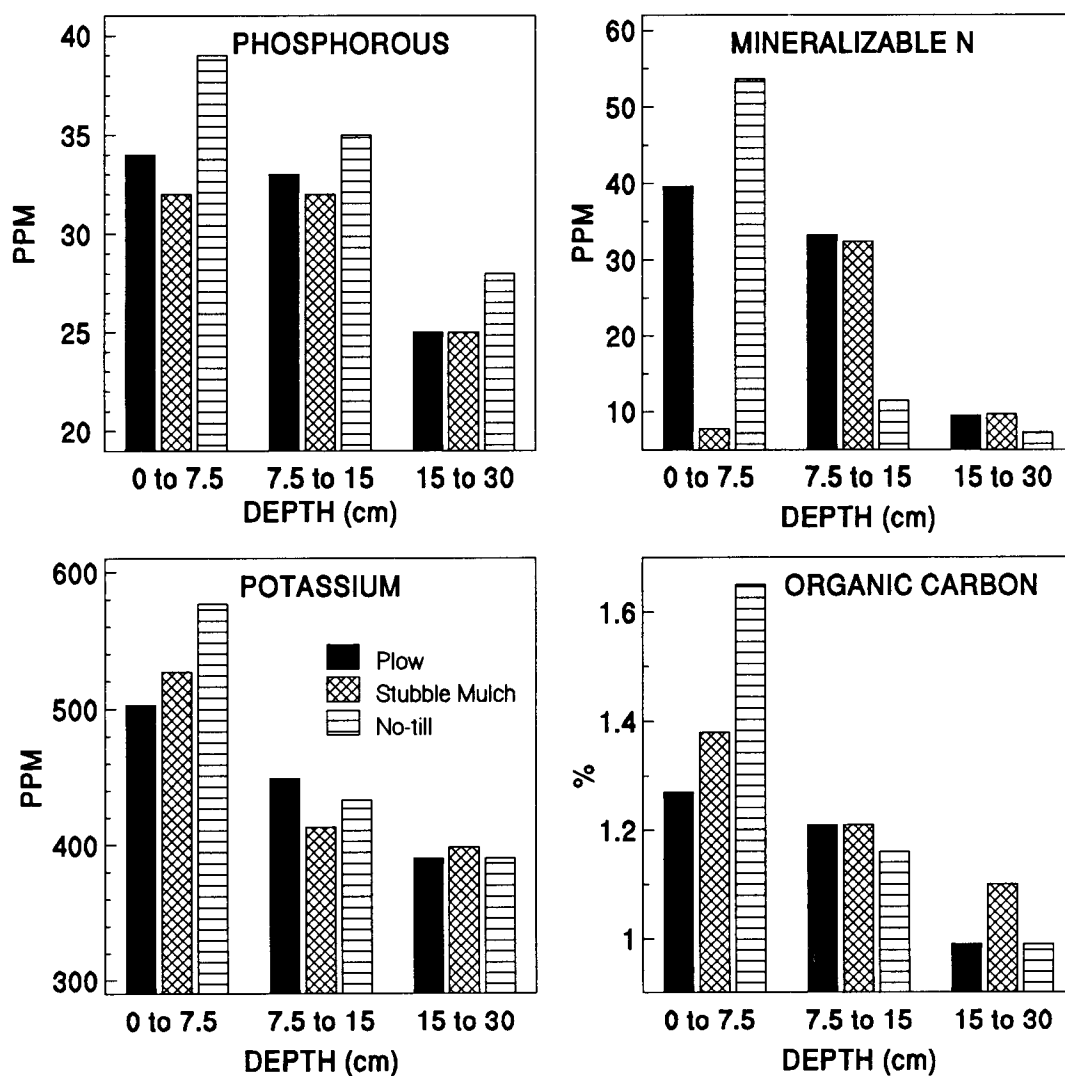 PHOSPHOROUS
40
35
30
25
20
PPM
0 to 7.5 7.5 to 15 15 to 30
DEPTH (cm)
MINERALIZABLE N
60
50
40
30
20
10
PPM
0 to 7.5 7.5 to 15 15 to 30
DEPTH (cm)
POTASSIUM
600
500
400
300
PPM
Plow
Stubble Mulch
No-till
0 to 7.5 7.5 to 15 15 to 30
DEPTH (cm)
ORGANIC CARBON
1.6
1.4
1.2
1
%
0 to 7.5 7.5 to 15 15 to 30
DEPTH (cm)